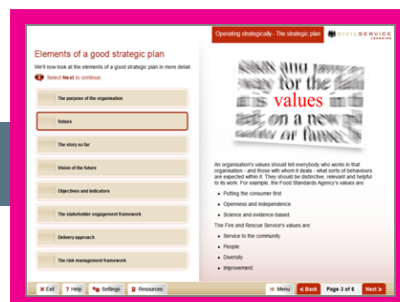 Operating strategically - The strategic plan
CIVIL SERVICE
LEARNING
Elements of a good strategic plan
We'll now look at the elements of a good strategic plan in more detail.
Select Next to continue.
The purpose of the organisation
Values
The story so far
Vision of the future
Objectives and indicators
The stakeholder engagement framework
Delivery approach
The risk management framework
way for the
values
on a new
An organisation's values should tell everybody who works in that
organisation - and those with whom it deals - what sorts of behaviours
are expected within it. They should be distinctive, relevant and helpful
to its work. For example, the Food Standards Agency's values are:
• Putting the consumer first
• Openness and independence
• Science and evidence-based.
The Fire and Rescue Service's values are:
• Service to the community
• People
• Diversity
• Improvement.
Exit
? Help
Settings
Resources
Menu
< Back
Page 3 of 6
Next >